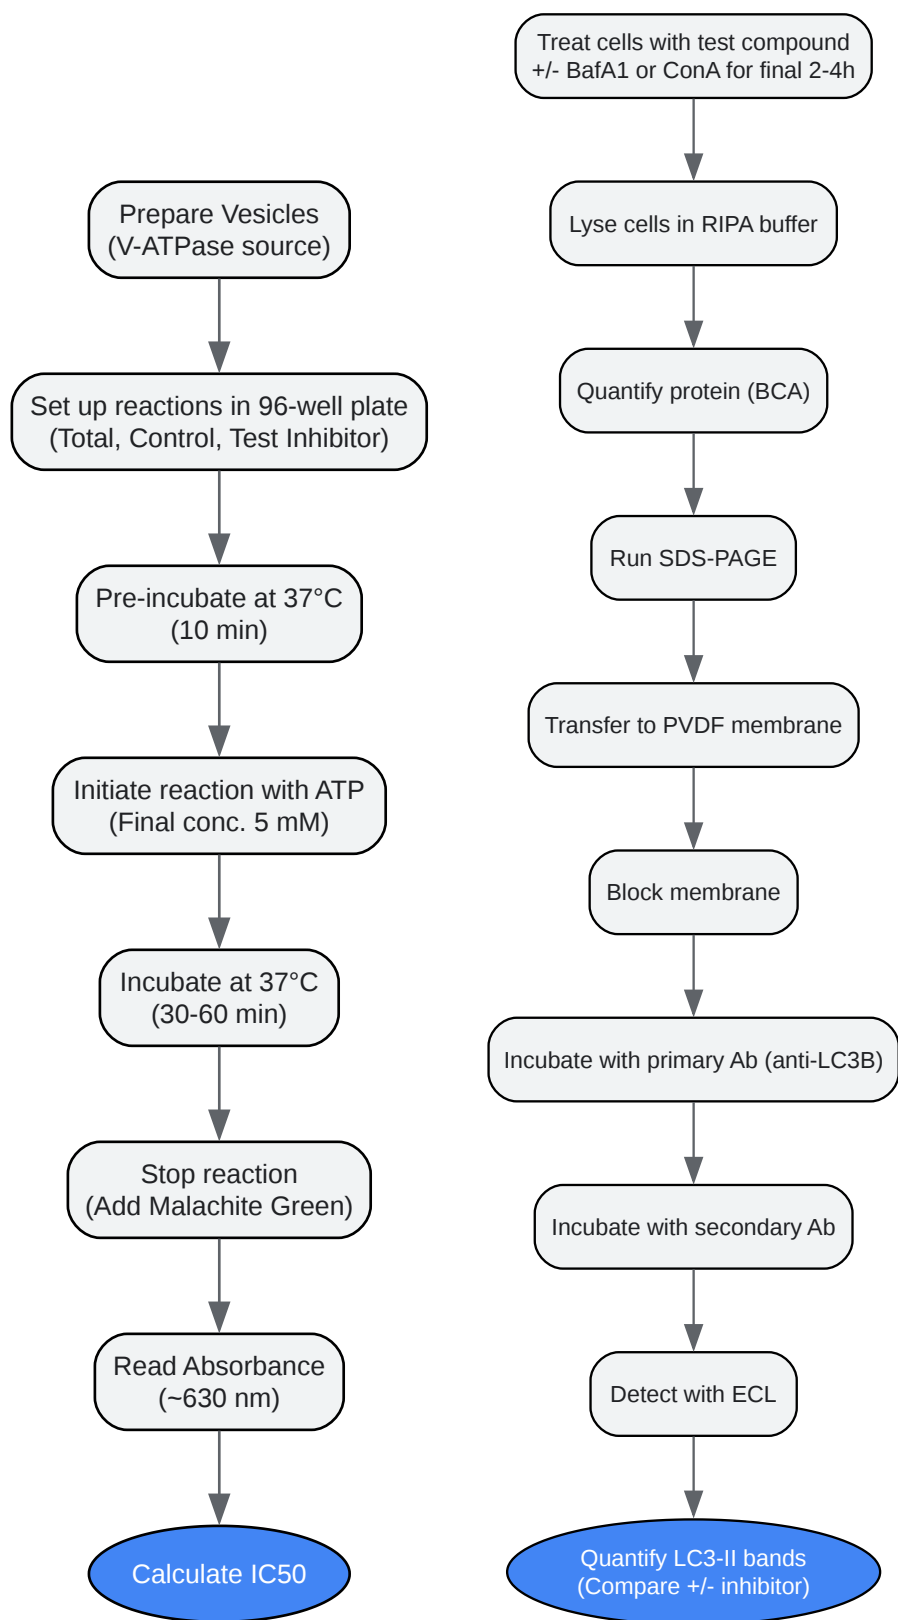 Prepare Vesicles
(V-ATPase source)
Set up reactions in 96-well plate
(Total, Control, Test Inhibitor)
Pre-incubate at 37°C
(10 min)
Initiate reaction with ATP
(Final conc. 5 mM)
Incubate at 37°C
(30-60 min)
Stop reaction
(Add Malachite Green)
Read Absorbance
(~630 nm)
Calculate IC50
Treat cells with test compound
+/- BafA1 or ConA for final 2-4h
Lyse cells in RIPA buffer
Quantify protein (BCA)
Run SDS-PAGE
Transfer to PVDF membrane
Block membrane
Incubate with primary Ab (anti-LC3B)
Incubate with secondary Ab
Detect with ECL
Quantify LC3-II bands
(Compare +/- inhibitor)